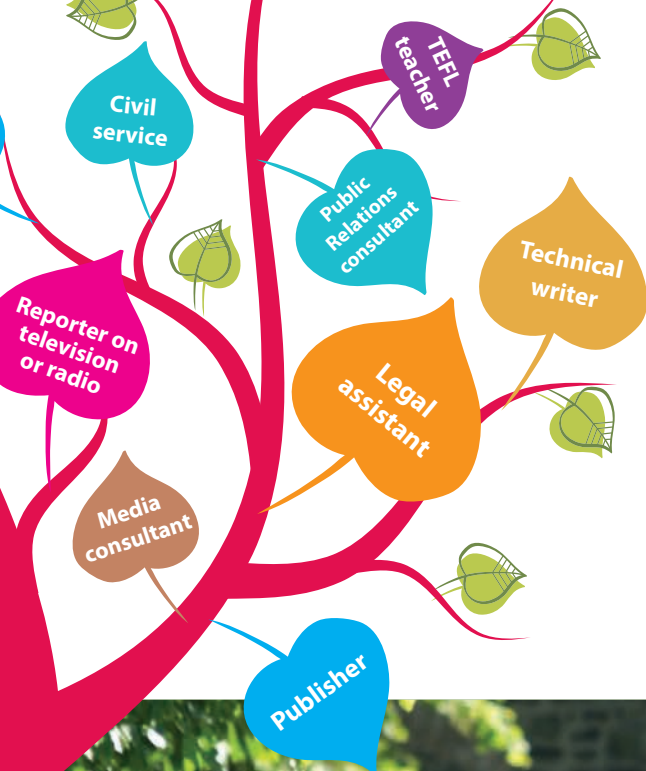 TEFL
teacher
Civil
service
Public
Relations
consultant
Technical
writer
Reporter on
television
or radio
Legal
assistant
Media
consultant
Publisher